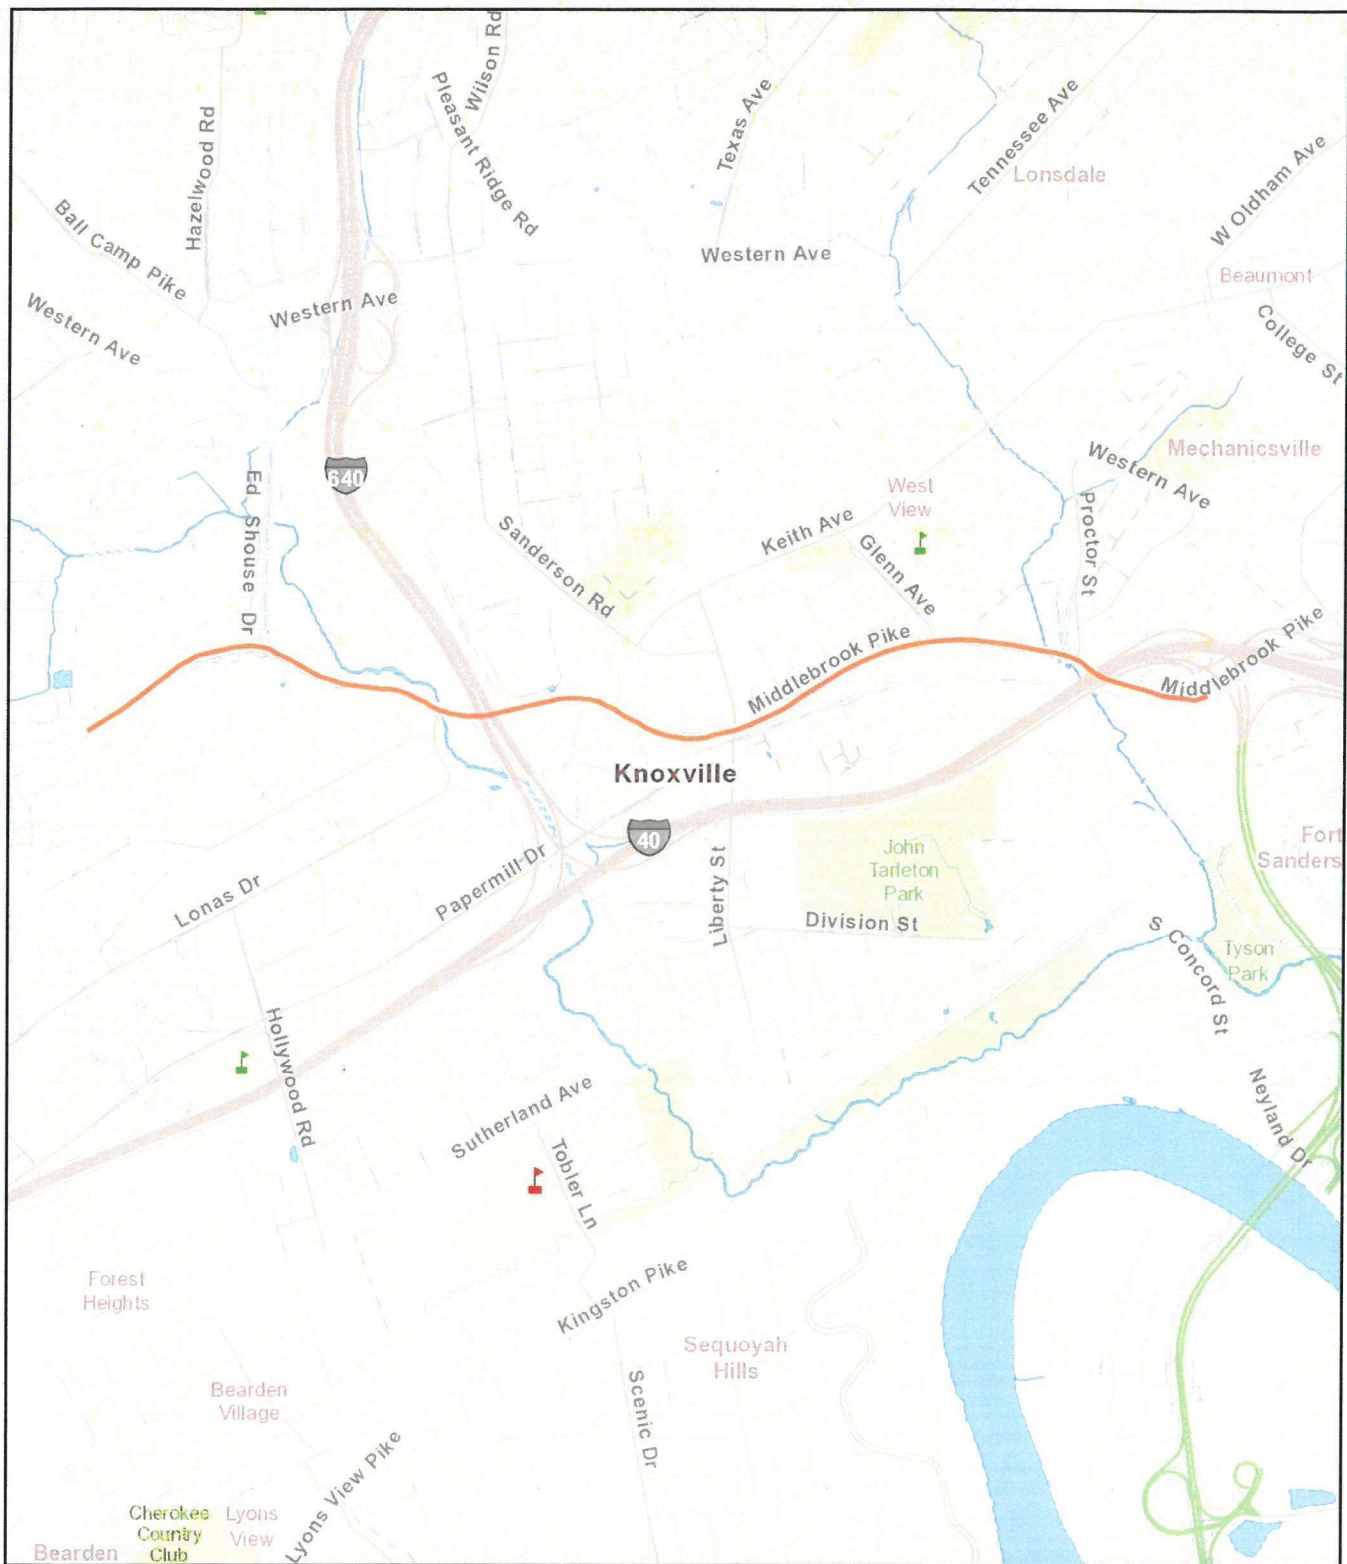 Wilson Rd
Pleasant Ridge Rd
Hazelwood Rd
Texas Ave
Tennessee Ave
Lonsdale
W Oldham Ave
Ball Camp Pike
Western Ave
Western Ave
Western Ave
Beaumont
College St
Mechanicsville
Western Ave
640
Ed Shouse Dr
West
View
Keith Ave
Proctor St
Sanderson Rd
Glenn Ave
Middlebrook Pike
Middlebrook Pike
Knoxville
40
Papermill Dr
Lonas Dr
Liberty St
John
Tarleton
Park
Fort
Sanders
Division St
S Concord St
Tyson
Park
Hollywood Rd
Sutherland Ave
Tobler Ln
Neyland Dr
Forest
Heights
Kingston Pike
Sequoyah
Hills
Scenic Dr
Bearden
Village
Lyons View Pike
Cherokee
Country
Club
Lyons
View
Bearden